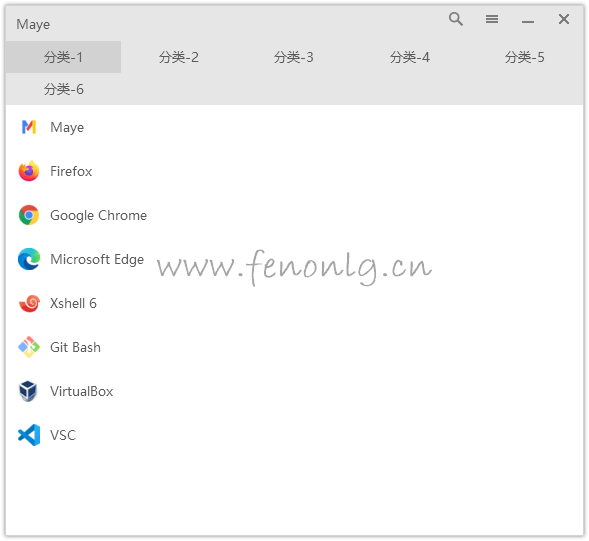 Maye
分类-1 分类-2 分类-3 分类-4 分类-5
分类-6
Maye
Firefox
Google Chrome
Microsoft Edge
www.fenonlg.cn
Xshell 6
Git Bash
VirtualBox
VSC